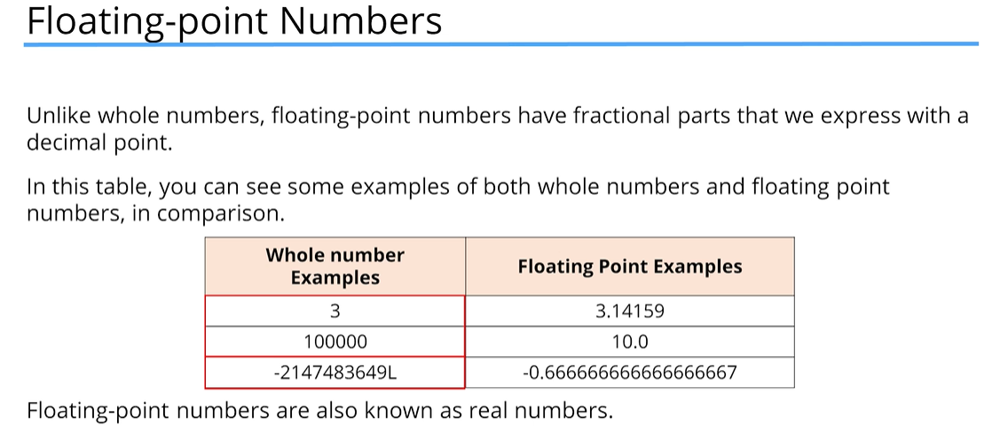 Floating-point Numbers
Unlike whole numbers, floating-point numbers have fractional parts that we express with a
decimal point.
In this table, you can see some examples of both whole numbers and floating point
numbers, in comparison.
Whole number
Examples
Floating Point Examples
3
3.14159
100000
10.0
-2147483649L
-0.6666666666666666667
Floating-point numbers are also known as real numbers.